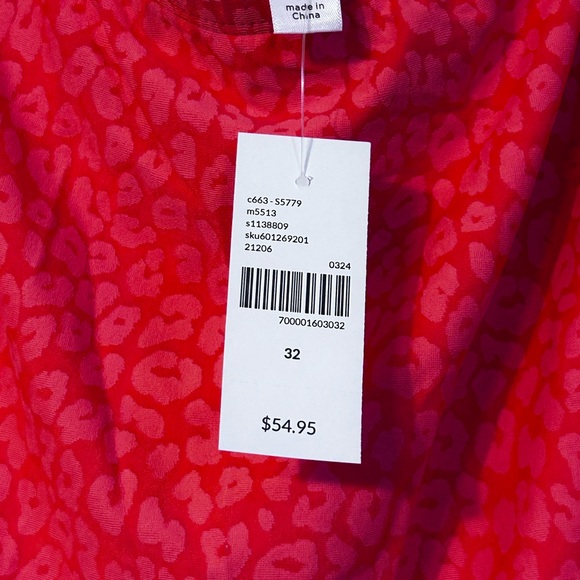 made in
China
c663 - S5779
m5513
s1138809
sku601269201
21206
0324
700001603032
32
$54.95